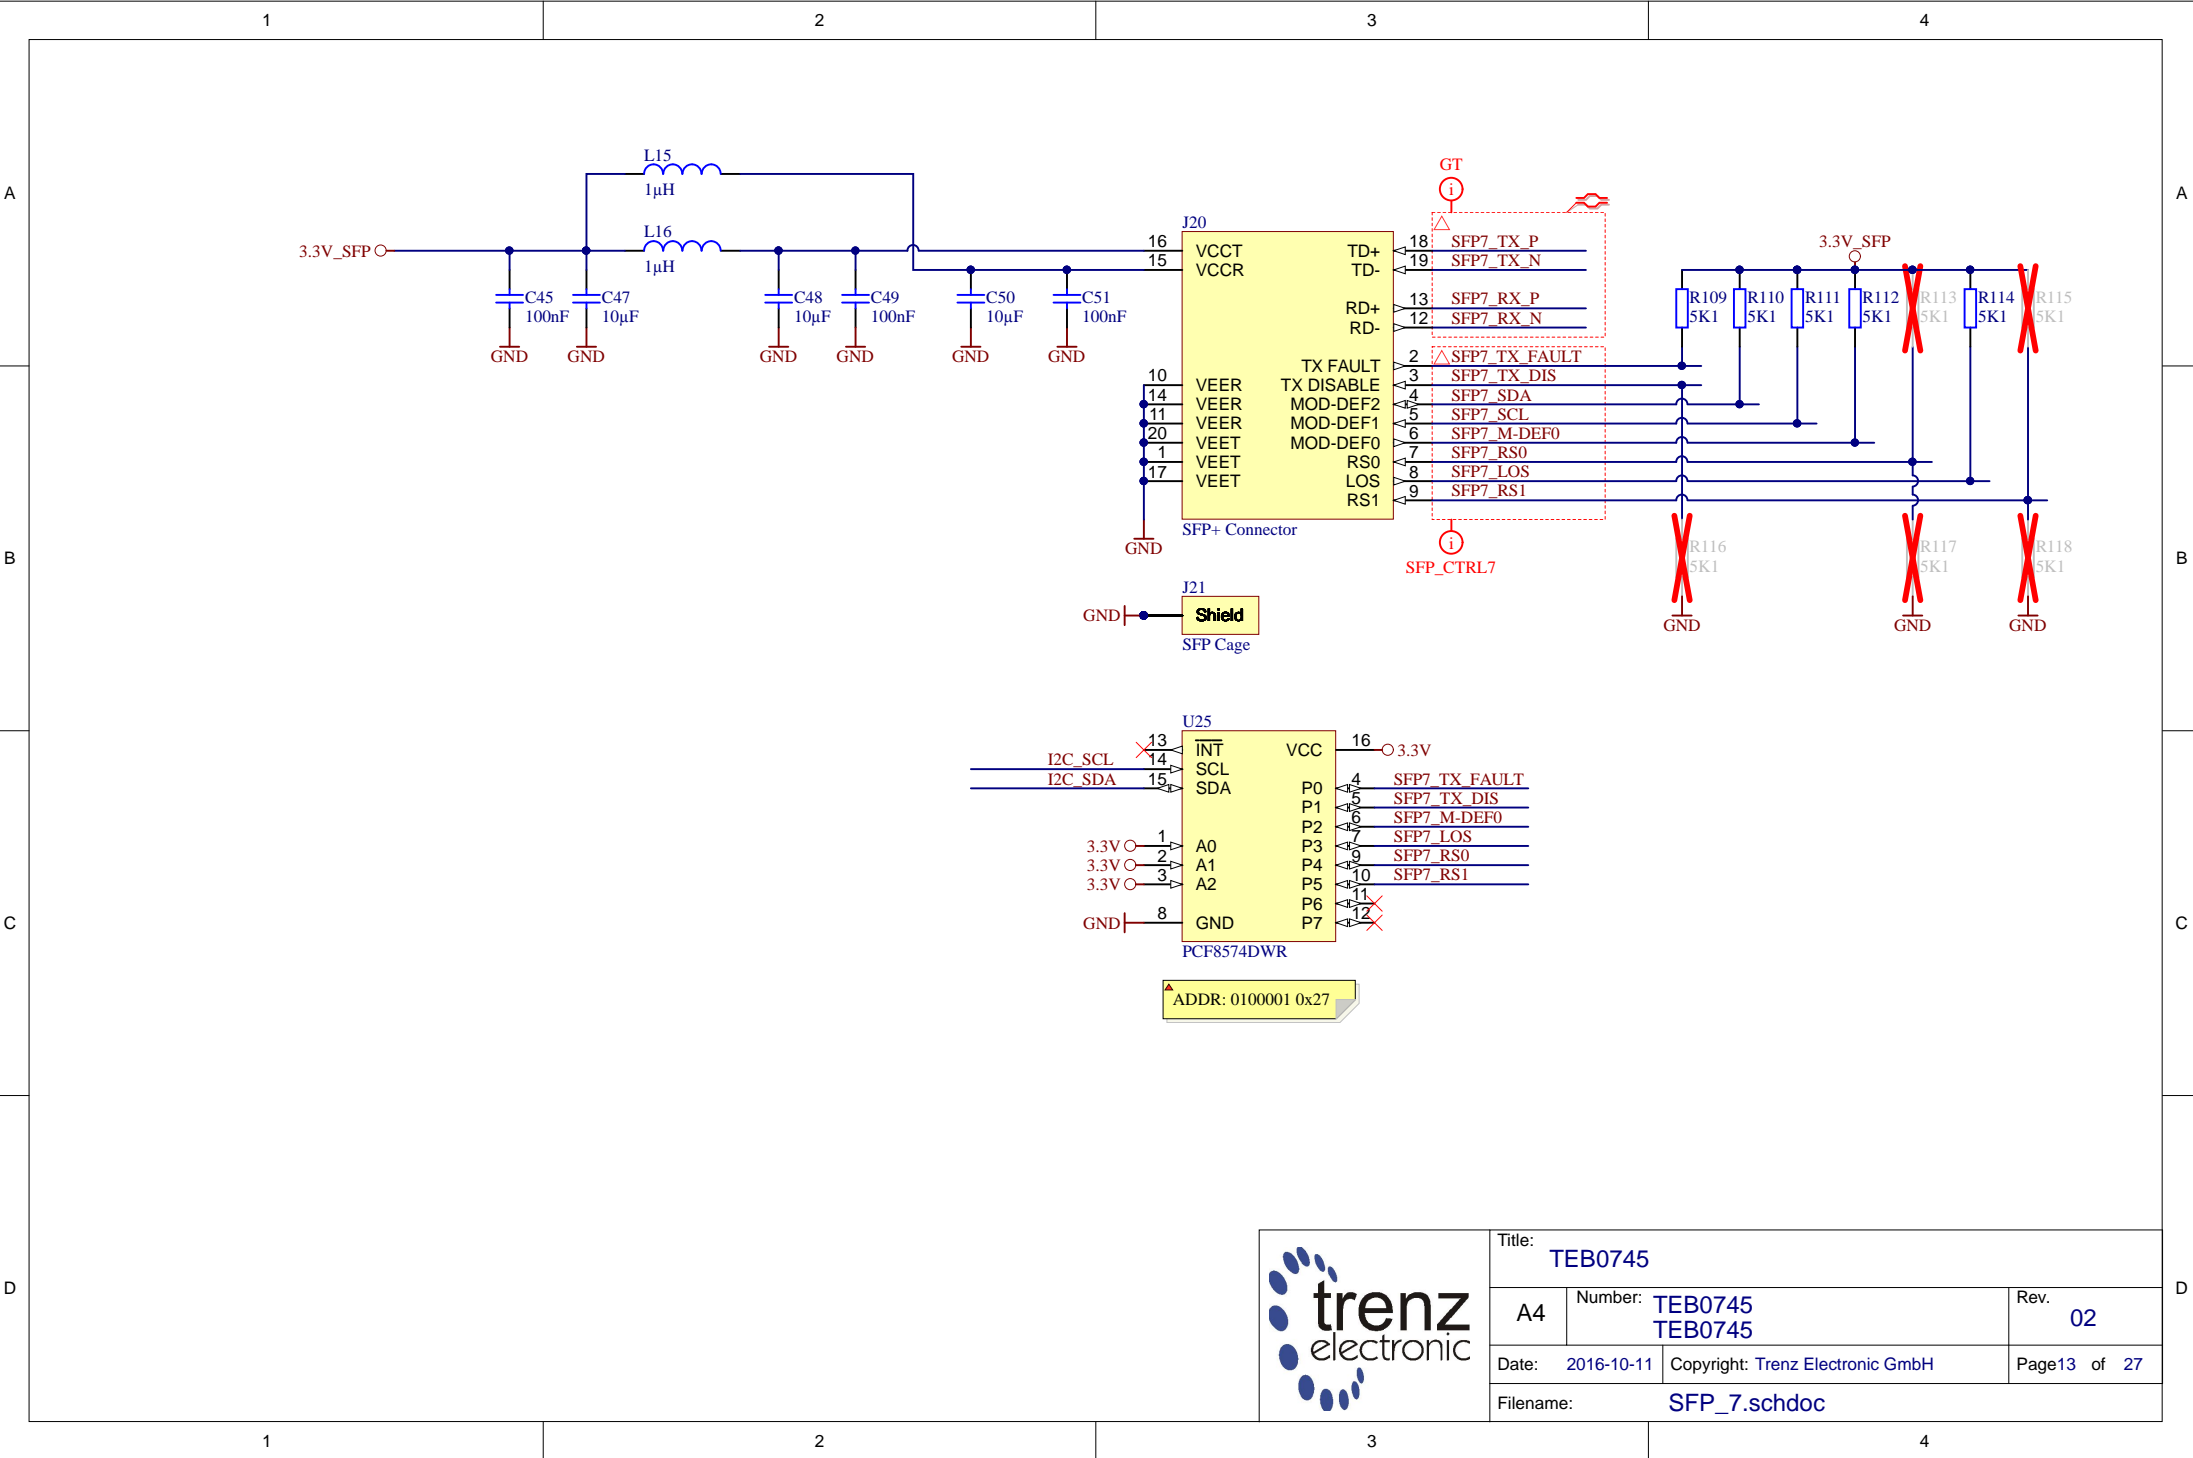 1 2 3 4
A A
B B
C C
D D
1 2 3 4
3.3V_SFP
L15
1µH
L16
1µH
C45
100nF
C47
10µF
C48
10µF
C49
100nF
C50
10µF
C51
100nF
GND GND GND GND GND GND
J20
16 VCCT
15 VCCR
10 VEER
14 VEER
11 VEER
20 VEET
1 VEET
17 VEET
GND
TD+ 18 SFP7_TX_P
TD- 19 SFP7_TX_N
RD+ 13 SFP7_RX_P
RD- 12 SFP7_RX_N
TX FAULT 2 SFP7_TX_FAULT
TX DISABLE 3 SFP7_TX_DIS
MOD-DEF2 4 SFP7_SDA
MOD-DEF1 5 SFP7_SCL
MOD-DEF0 6 SFP7_M-DEF0
RS0 7 SFP7_RS0
LOS 8 SFP7_LOS
RS1 9 SFP7_RS1
SFP+ Connector
GT
i
i
SFP_CTRL7
3.3V_SFP
R109
5K1
R110
5K1
R111
5K1
R112
5K1
R113
5K1
R114
5K1
R115
5K1
R116
5K1
R117
5K1
R118
5K1
GND GND GND
J21
GND Shield
SFP Cage
U25
13 INT
I2C_SCL 14 SCL
I2C_SDA 15 SDA
3.3V 1 A0
3.3V 2 A1
3.3V 3 A2
GND 8 GND
VCC 16 3.3V
P0 4 SFP7_TX_FAULT
P1 5 SFP7_TX_DIS
P2 6 SFP7_M-DEF0
P3 7 SFP7_LOS
P4 9 SFP7_RS0
P5 10 SFP7_RS1
P6 11
P7 12
PCF8574DWR
ADDR: 0100001 0x27
trenz
electronic
Title:
TEB0745
A4
Number: TEB0745
TEB0745
Rev.
02
Date: 2016-10-11
Copyright: Trenz Electronic GmbH
Page13 of 27
Filename: SFP_7.schdoc